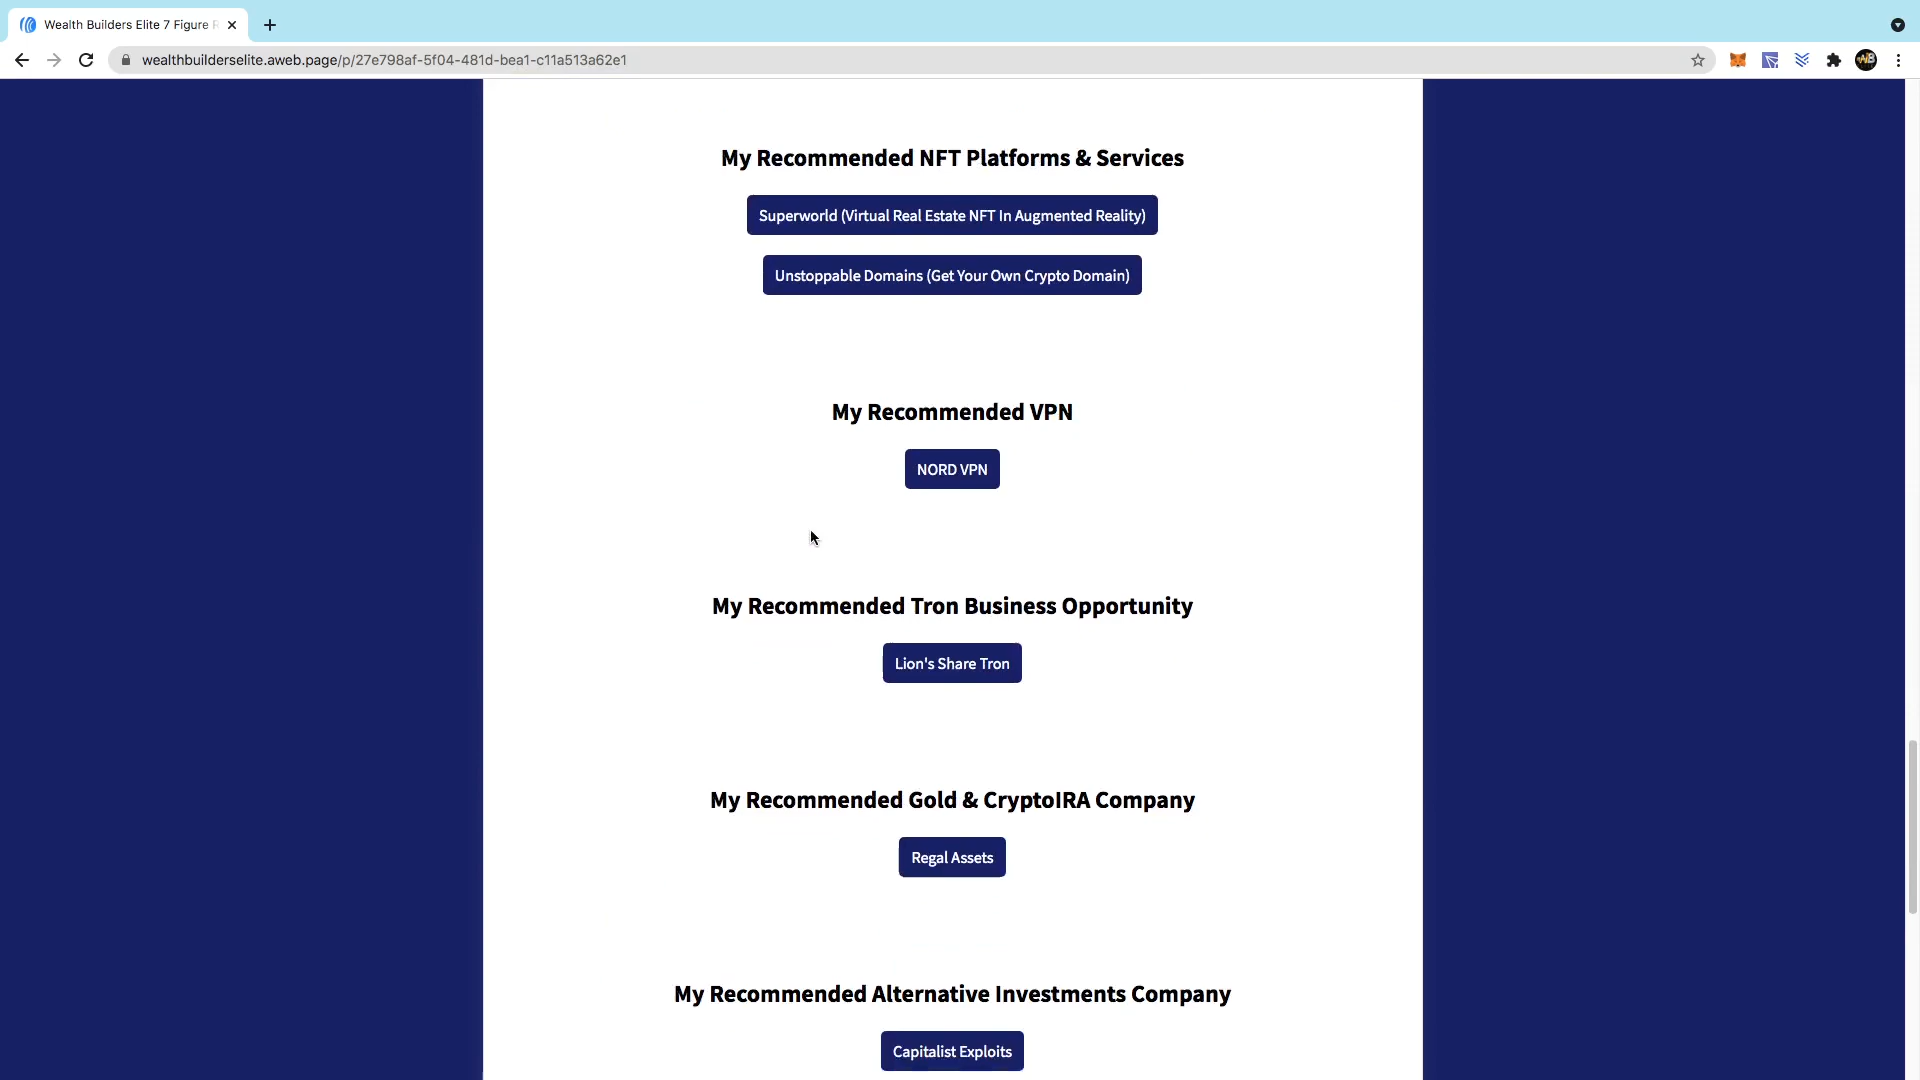 Wealth Builders Elite 7 Figure
wealthbuilderselite.aweb.page/p/27e798af-5f04-481d-bea1-c11a513a62e1
My Recommended NFT Platforms & Services
Superworld (Virtual Real Estate NFT In Augmented Reality)
Unstoppable Domains (Get Your Own Crypto Domain)
My Recommended VPN
NORD VPN
My Recommended Tron Business Opportunity
Lion's Share Tron
My Recommended Gold & CryptoIRA Company
Regal Assets
My Recommended Alternative Investments Company
Capitalist Exploits